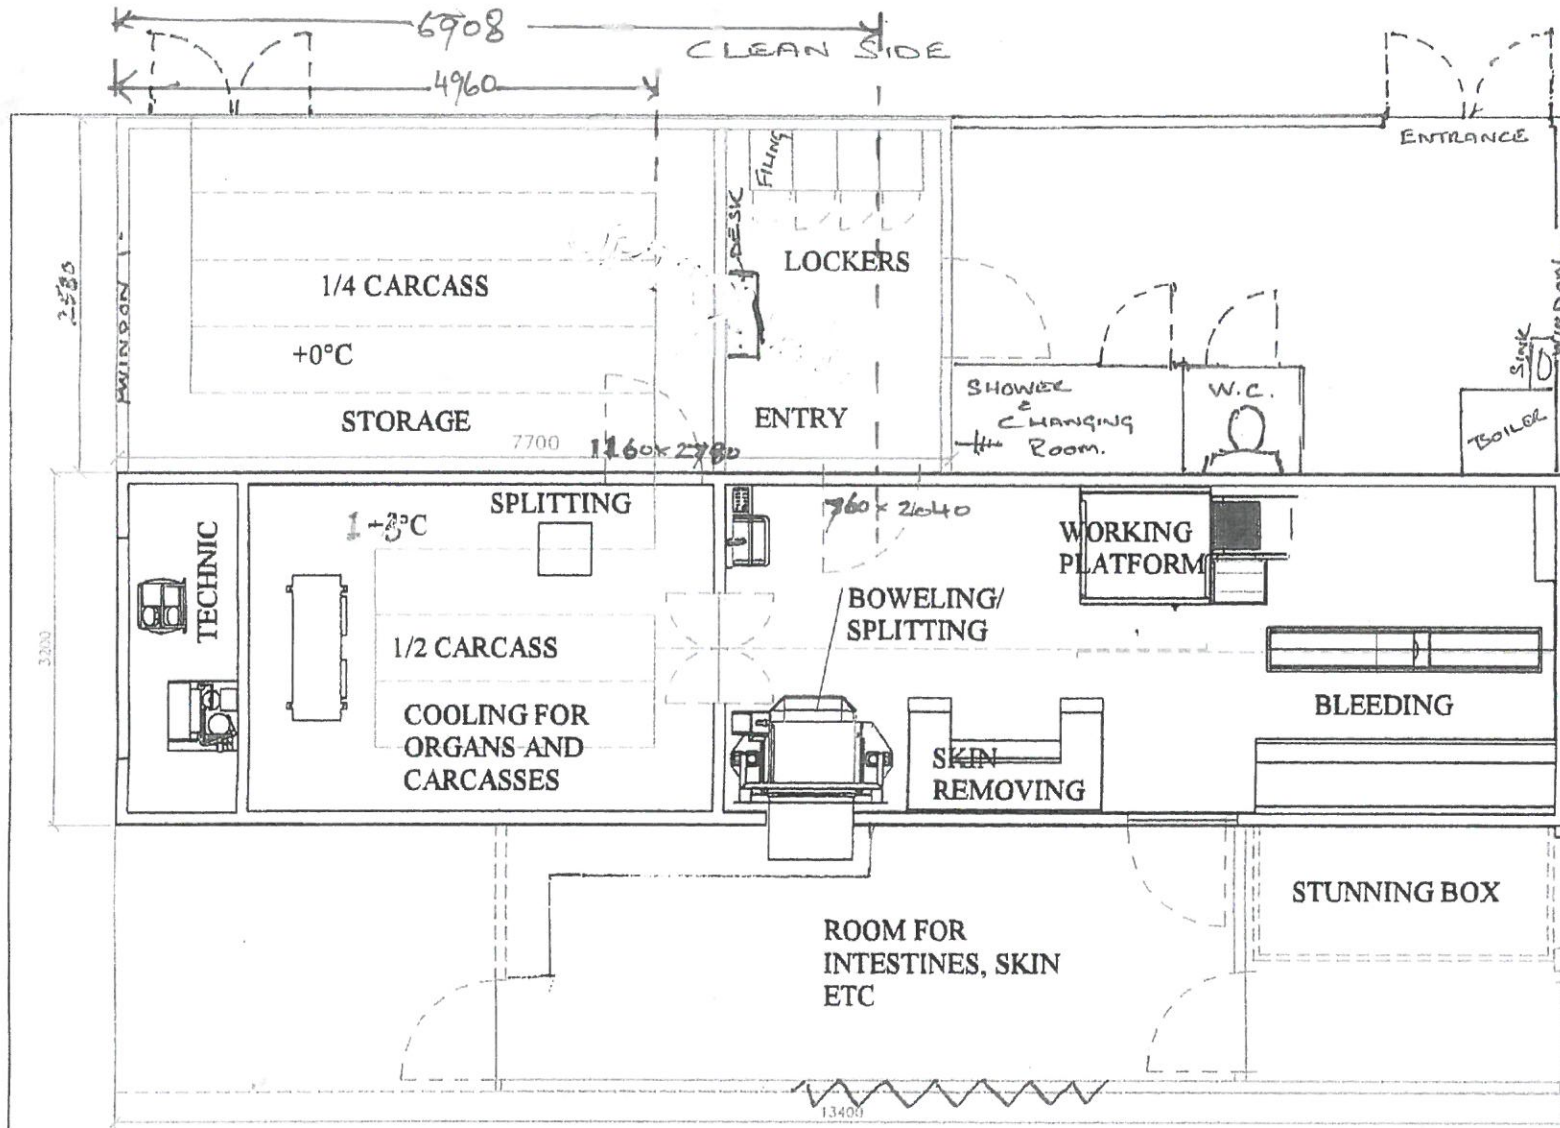 6908
CLEAN SIDE
4960
ENTRANCE
FILING
DESK
LOCKERS
WINDOW
1/4 CARCASS
+0°C
STORAGE
7700
1160 x 2780
ENTRY
SHOWER
&
CHANGING
ROOM.
W.C.
SINK
WINDOW
BOILER
3200
TECHNIC
SPLITTING
760 x 2040
WORKING
PLATFORM
BOWELING/
SPLITTING
1/2 CARCASS
COOLING FOR
ORGANS AND
CARCASSES
SKIN
REMOVING
BLEEDING
ROOM FOR
INTESTINES, SKIN
ETC
STUNNING BOX
13400